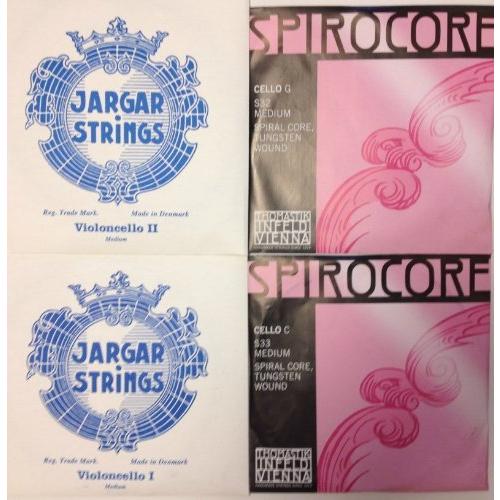 JARGAR
STRINGS
Reg. Trade Mark. Made in Denmark
Violoncello II
Medium
SPIROCORE
CELLO G
S32
MEDIUM
SPIRAL CORE,
TUNGSTEN
WOUND
THOMASTIK
INFELD
VIENNA
JARGAR
STRINGS
Reg. Trade Mark. Made in Denmark
Violoncello I
Medium
SPIROCORE
CELLO C
S33
MEDIUM
SPIRAL CORE,
TUNGSTEN
WOUND
THOMASTIK
INFELD
VIENNA